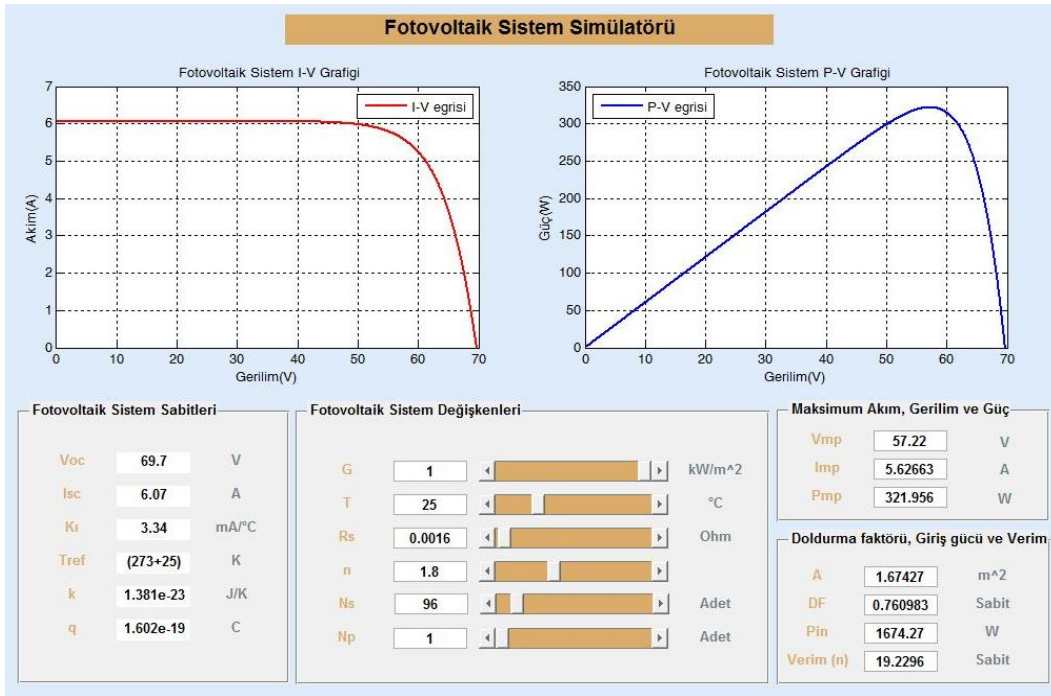 Fotovoltaik Sistem Simülatörü
Fotovoltaik Sistem I-V Grafigi
I-V egrisi
7
6
5
4
3
2
1
0
Akim(A)
0 10 20 30 40 50 60 70
Gerilim(V)
Fotovoltaik Sistem P-V Grafigi
P-V egrisi
350
300
250
200
150
100
50
0
Güç(W)
0 10 20 30 40 50 60 70
Gerilim(V)
Fotovoltaik Sistem Sabitleri
Voc 69.7 V
Isc 6.07 A
Kı 3.34 mA/°C
Tref (273+25) K
k 1.381e-23 J/K
q 1.602e-19 C
Fotovoltaik Sistem Değişkenleri
G 1 kW/m^2
T 25 °C
Rs 0.0016 Ohm
n 1.8
Ns 96 Adet
Np 1 Adet
Maksimum Akım, Gerilim ve Güç
Vmp 57.22 V
Imp 5.62663 A
Pmp 321.956 W
Doldurma faktörü, Giriş gücü ve Verim
A 1.67427 m^2
DF 0.760983 Sabit
Pin 1674.27 W
Verim (n) 19.2296 Sabit